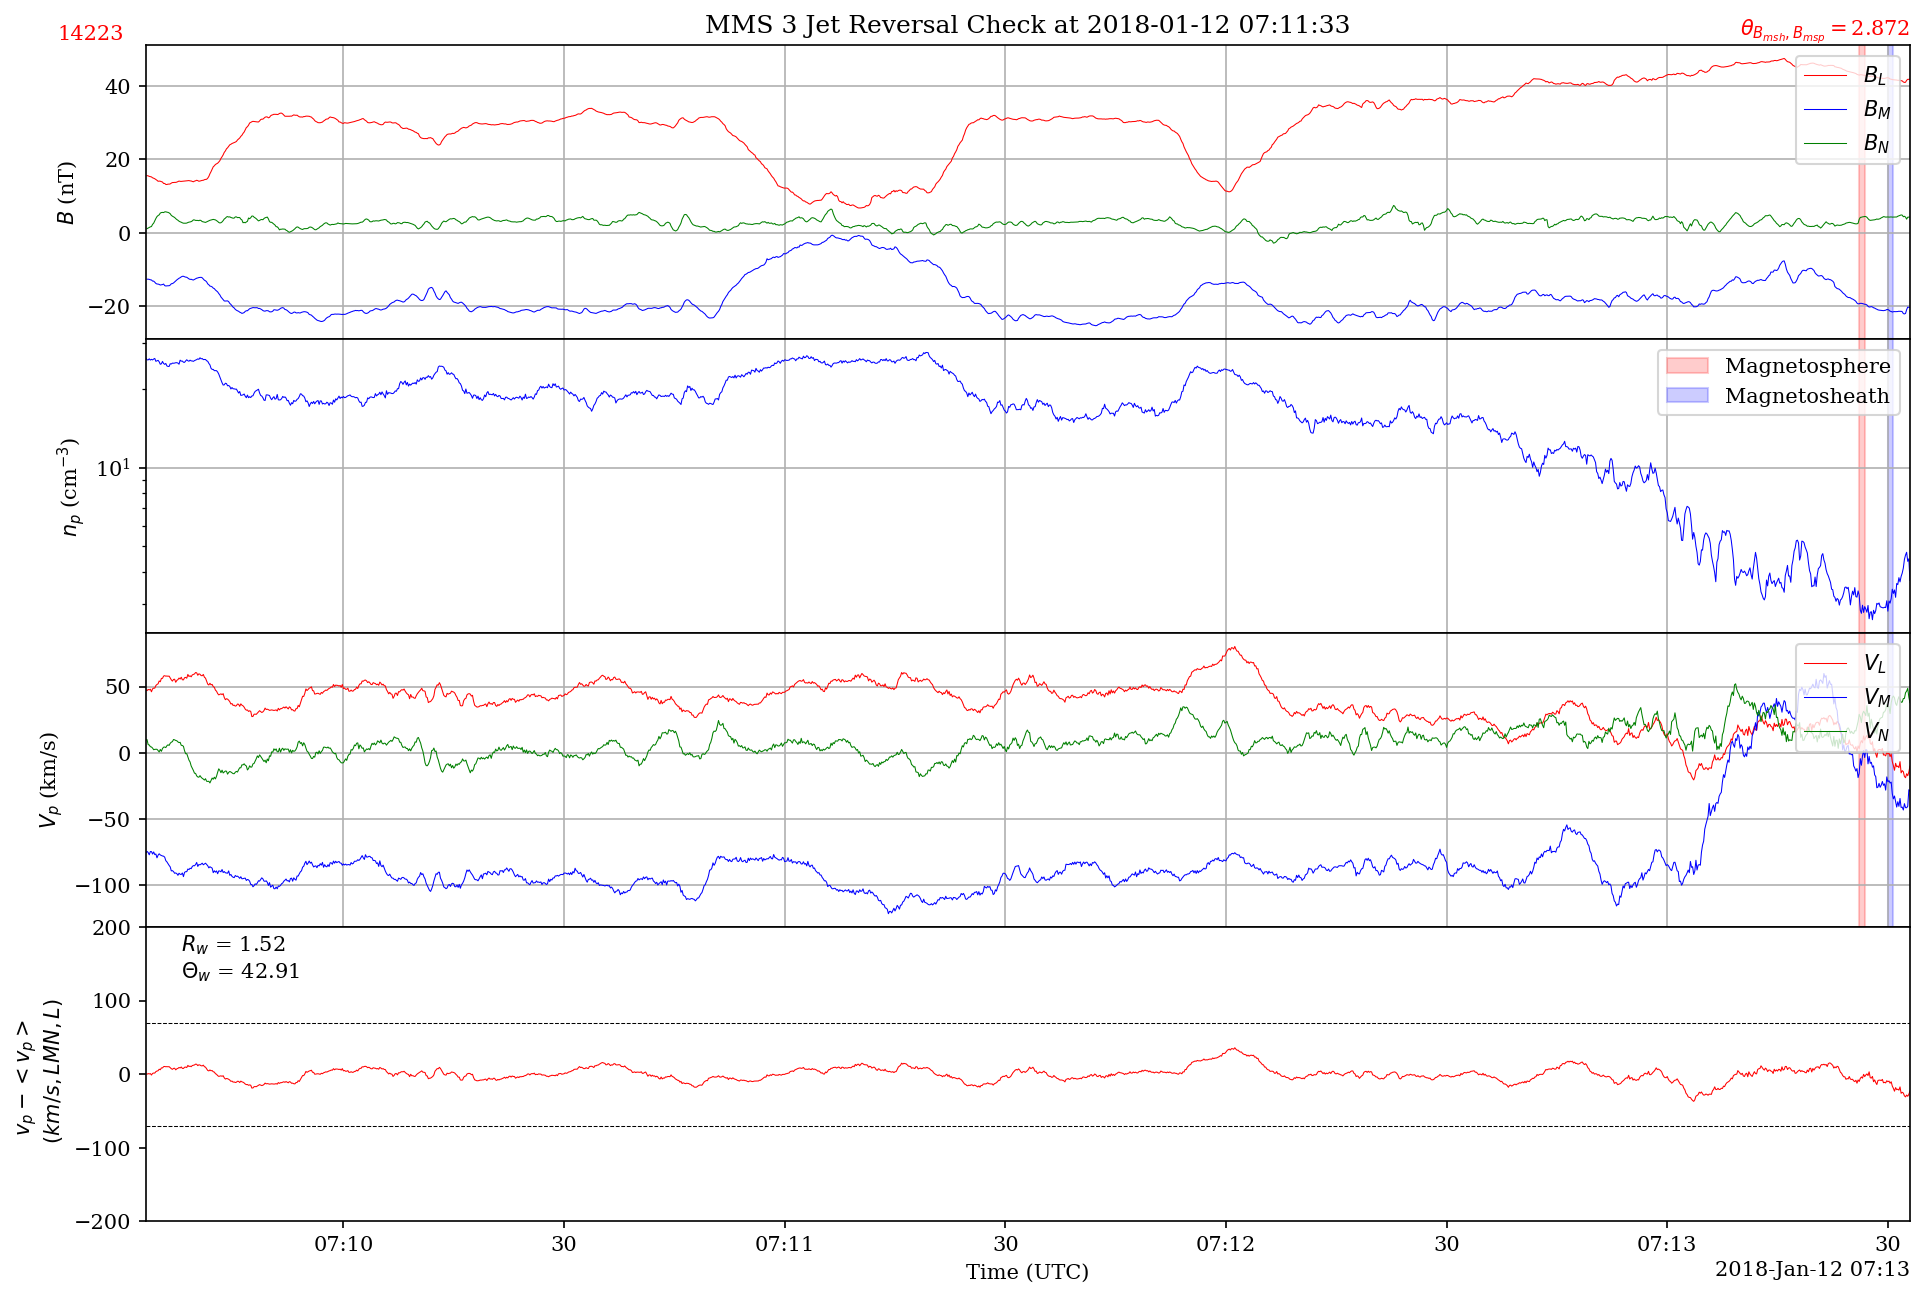 MMS 3 Jet Reversal Check at 2018-01-12 07:11:33
14223
θ_{B_{msh}, B_{msp}} = 2.872
B (nT)
40
20
0
−20
B_L
B_M
B_N
n_p (cm⁻³)
10¹
Magnetosphere
Magnetosheath
V_p (km/s)
50
0
−50
−100
V_L
V_M
V_N
v_p − < v_p >
(km/s, LMN, L)
200
100
0
−100
−200
R_w = 1.52
Θ_w = 42.91
07:10
30
07:11
30
07:12
30
07:13
30
Time (UTC)
2018-Jan-12 07:13